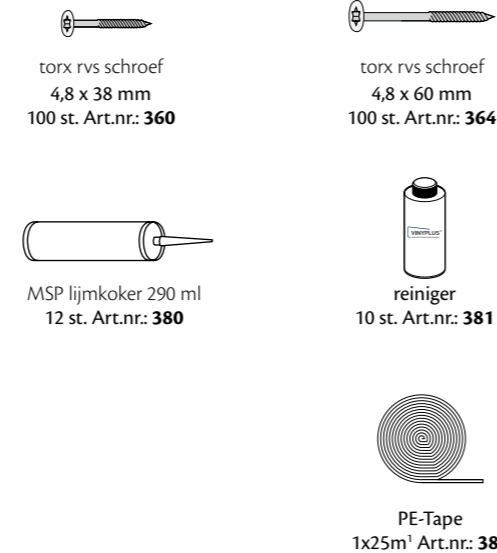 torx rvs schroef
4,8 x 38 mm
100 st. Art.nr.: 360
torx rvs schroef
4,8 x 60 mm
100 st. Art.nr.: 364
MSP lijmkoker 290 ml
12 st. Art.nr.: 380
VINYPLUS
reiniger
10 st. Art.nr.: 381
PE-Tape
1x25m¹ Art.nr.: